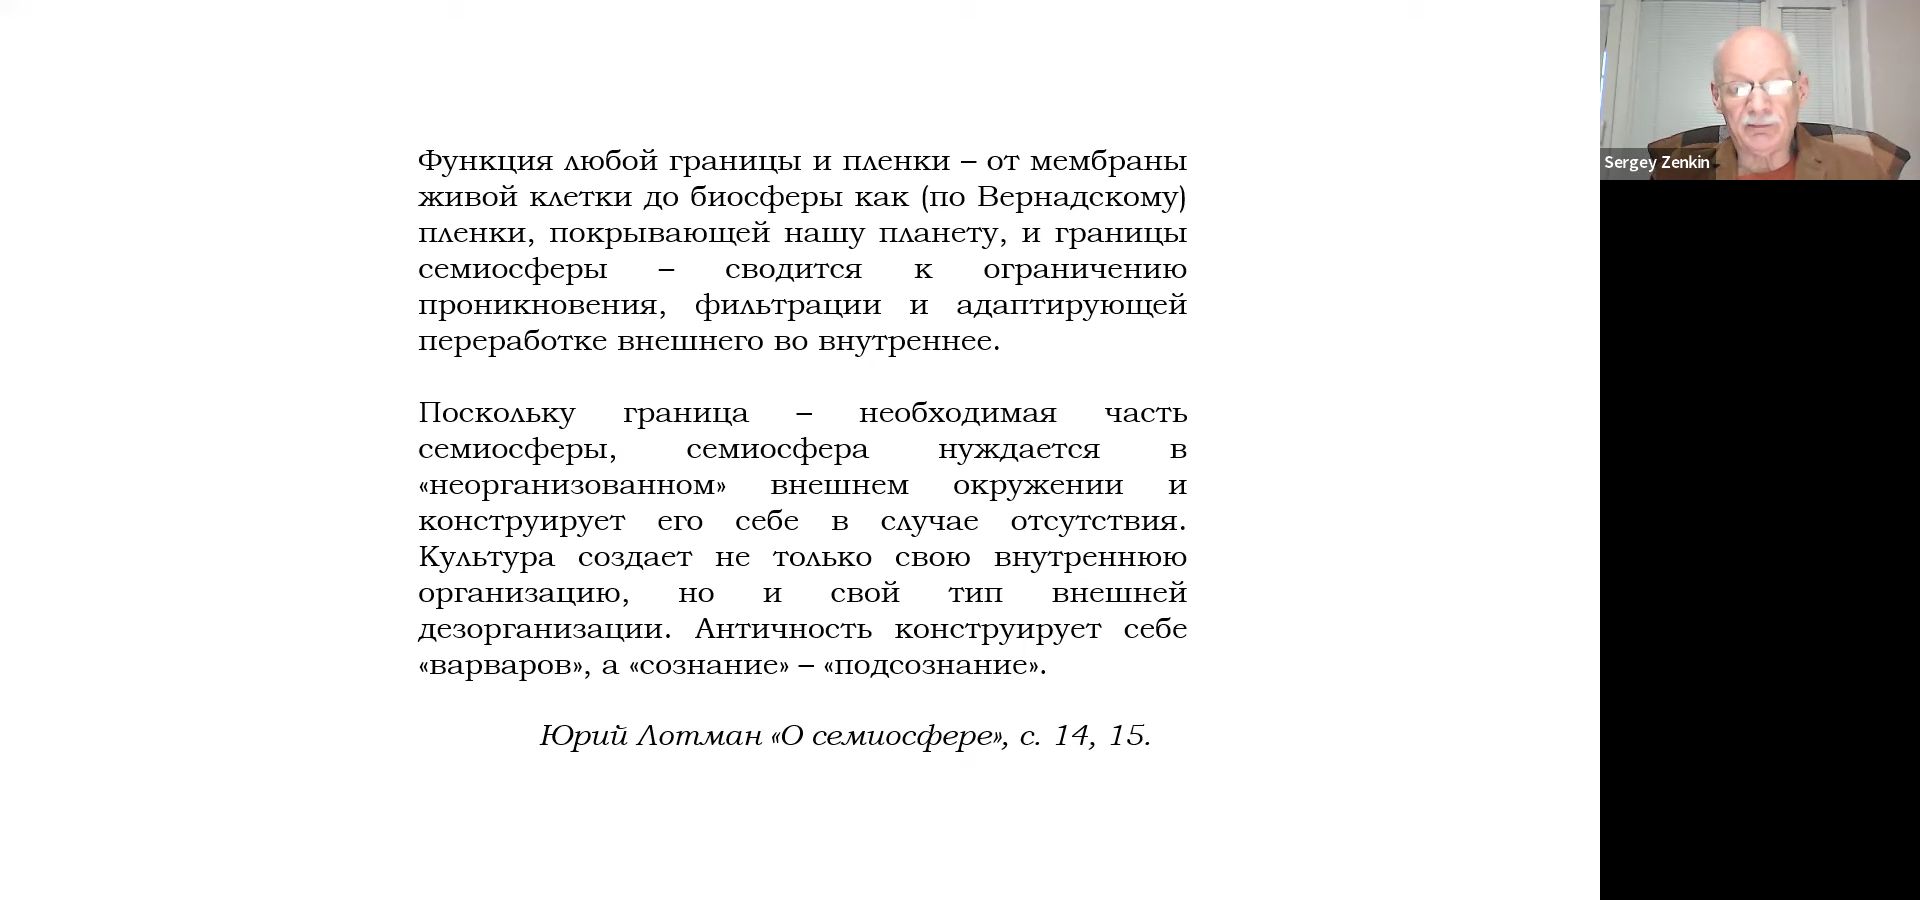 Функция любой границы и пленки – от мембраны
живой клетки до биосферы как (по Вернадскому)
пленки, покрывающей нашу планету, и границы
семиосферы – сводится к ограничению
проникновения, фильтрации и адаптирующей
переработке внешнего во внутреннее.
Поскольку граница – необходимая часть
семиосферы, семиосфера нуждается в
«неорганизованном» внешнем окружении и
конструирует его себе в случае отсутствия.
Культура создает не только свою внутреннюю
организацию, но и свой тип внешней
дезорганизации. Античность конструирует себе
«варваров», а «сознание» – «подсознание».
Юрий Лотман «О семиосфере», с. 14, 15.
Sergey Zenkin